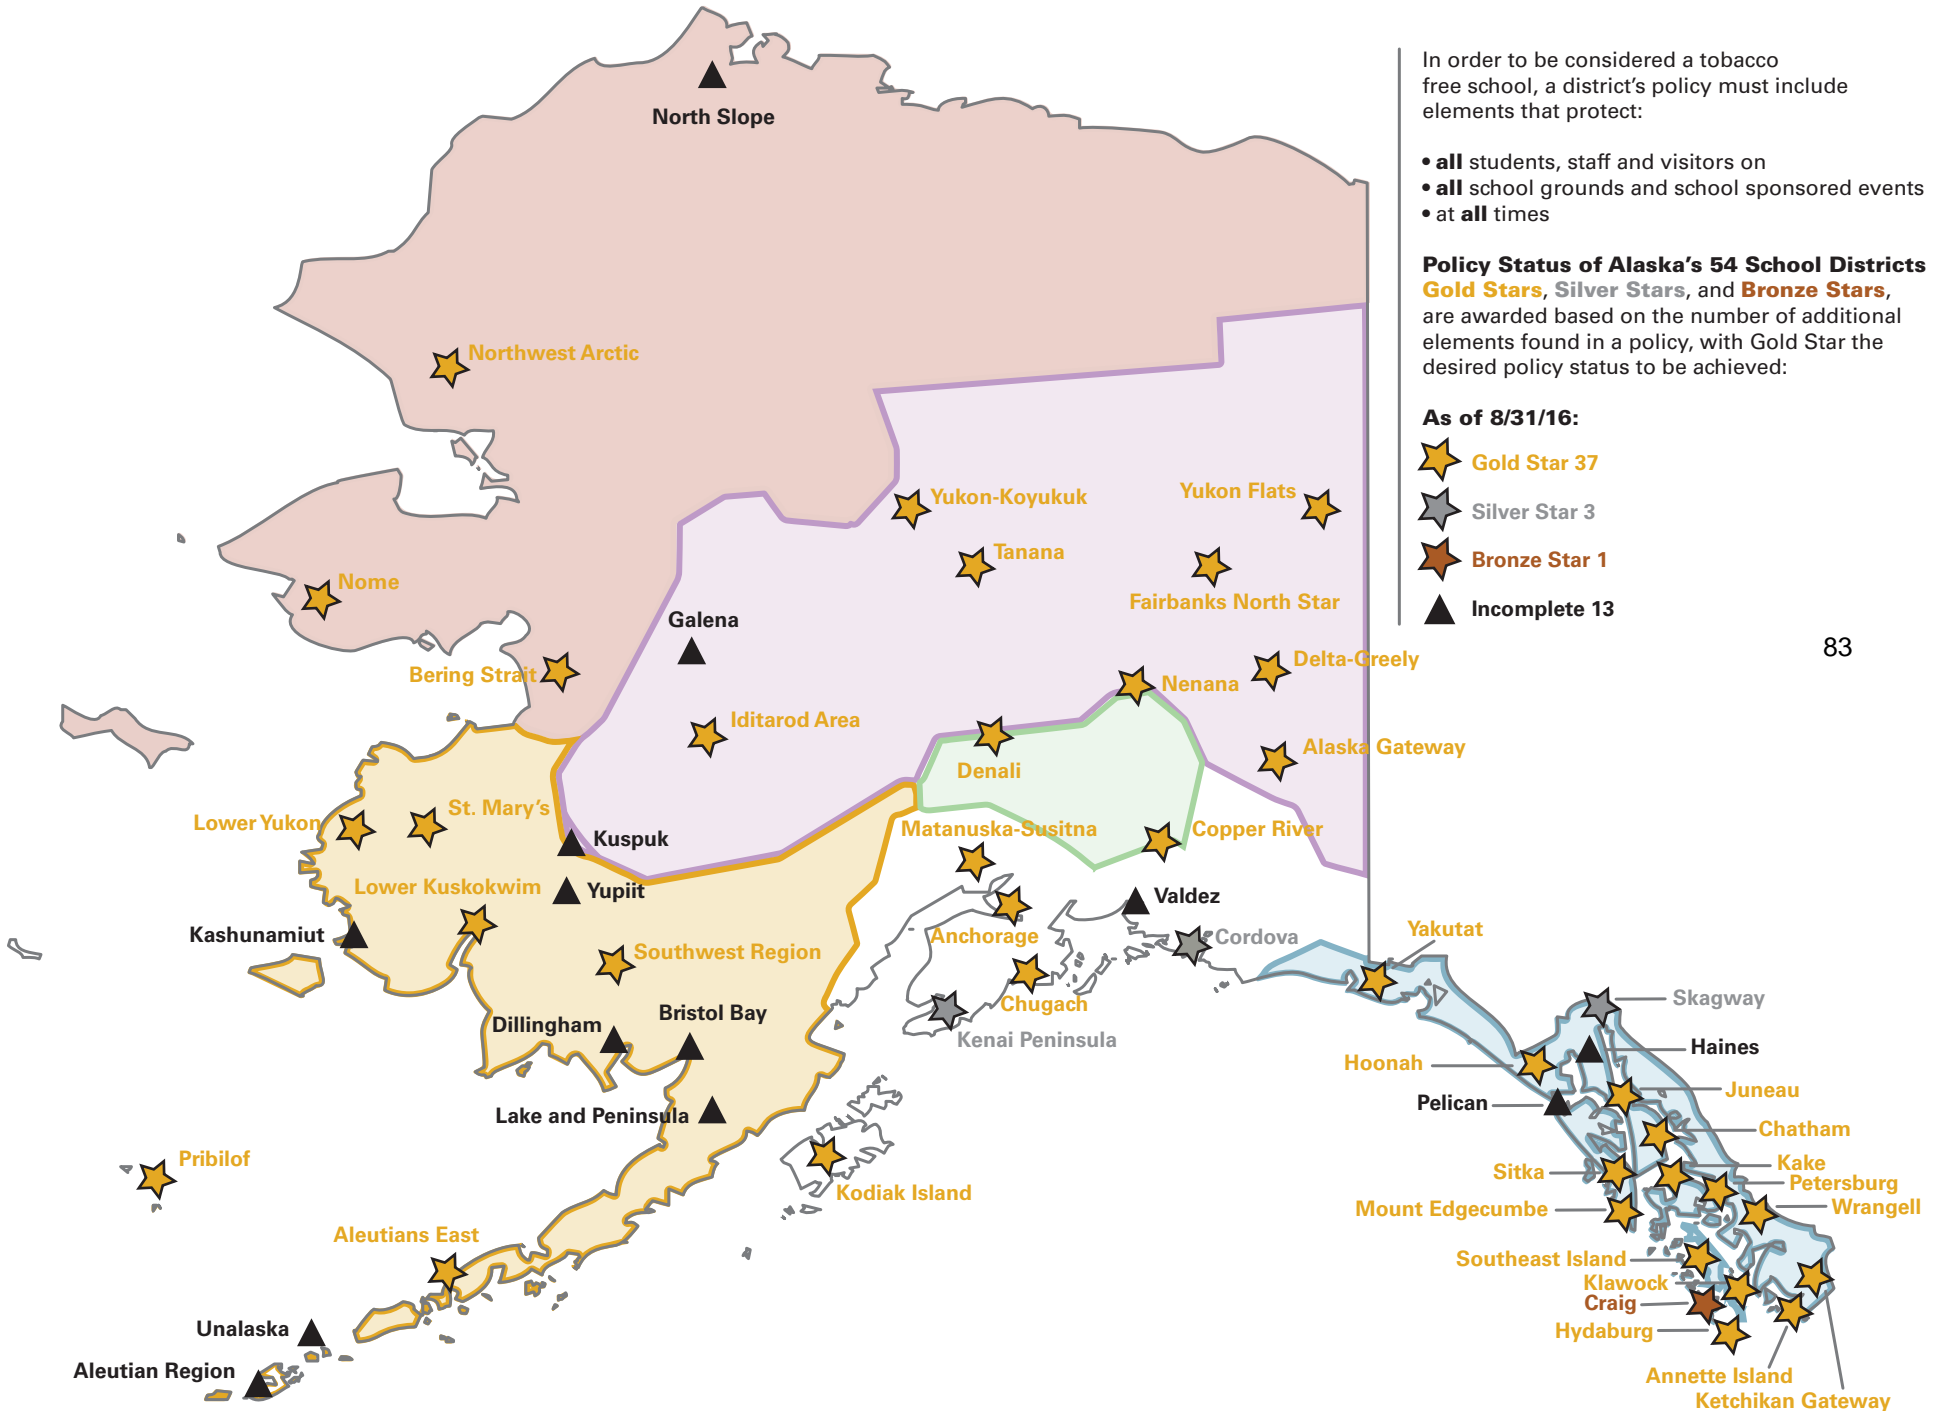 In order to be considered a tobacco
free school, a district's policy must include
elements that protect:
• all students, staff and visitors on
• all school grounds and school sponsored events
• at all times
Policy Status of Alaska's 54 School Districts
Gold Stars, Silver Stars, and Bronze Stars,
are awarded based on the number of additional
elements found in a policy, with Gold Star the
desired policy status to be achieved:
As of 8/31/16:
Gold Star 37
Silver Star 3
Bronze Star 1
Incomplete 13
83
North Slope
Northwest Arctic
Yukon-Koyukuk
Yukon Flats
Tanana
Nome
Fairbanks North Star
Galena
Bering Strait
Delta-Greely
Nenana
Iditarod Area
Alaska Gateway
Denali
St. Mary's
Lower Yukon
Matanuska-Susitna
Copper River
Kuspuk
Lower Kuskokwim
Yupiit
Valdez
Kashunamiut
Anchorage
Cordova
Yakutat
Southwest Region
Chugach
Skagway
Bristol Bay
Dillingham
Kenai Peninsula
Haines
Hoonah
Juneau
Pelican
Lake and Peninsula
Chatham
Pribilof
Kake
Sitka
Petersburg
Kodiak Island
Mount Edgecumbe
Wrangell
Aleutians East
Southeast Island
Klawock
Craig
Unalaska
Hydaburg
Aleutian Region
Annette Island
Ketchikan Gateway